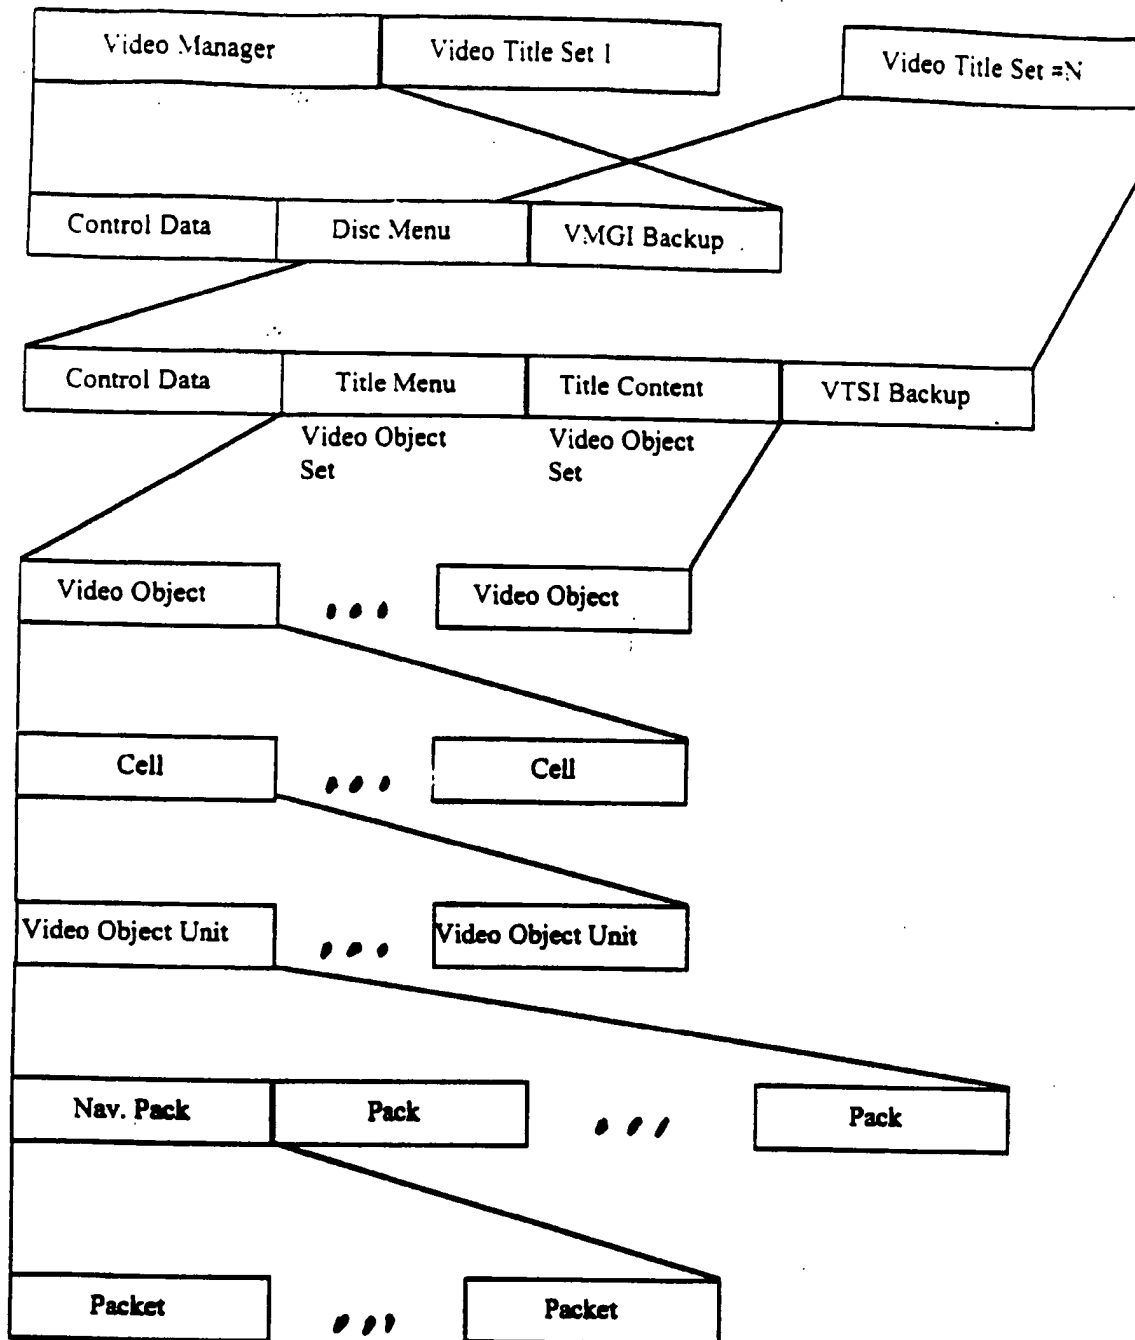 Video Manager
Video Title Set 1
Video Title Set =N
Control Data
Disc Menu
VMGI Backup
Control Data
Title Menu
Title Content
VTSI Backup
Video Object
Set
Video Object
Set
Video Object
Video Object
Cell
Cell
Video Object Unit
Video Object Unit
Nav. Pack
Pack
Pack
Packet
Packet